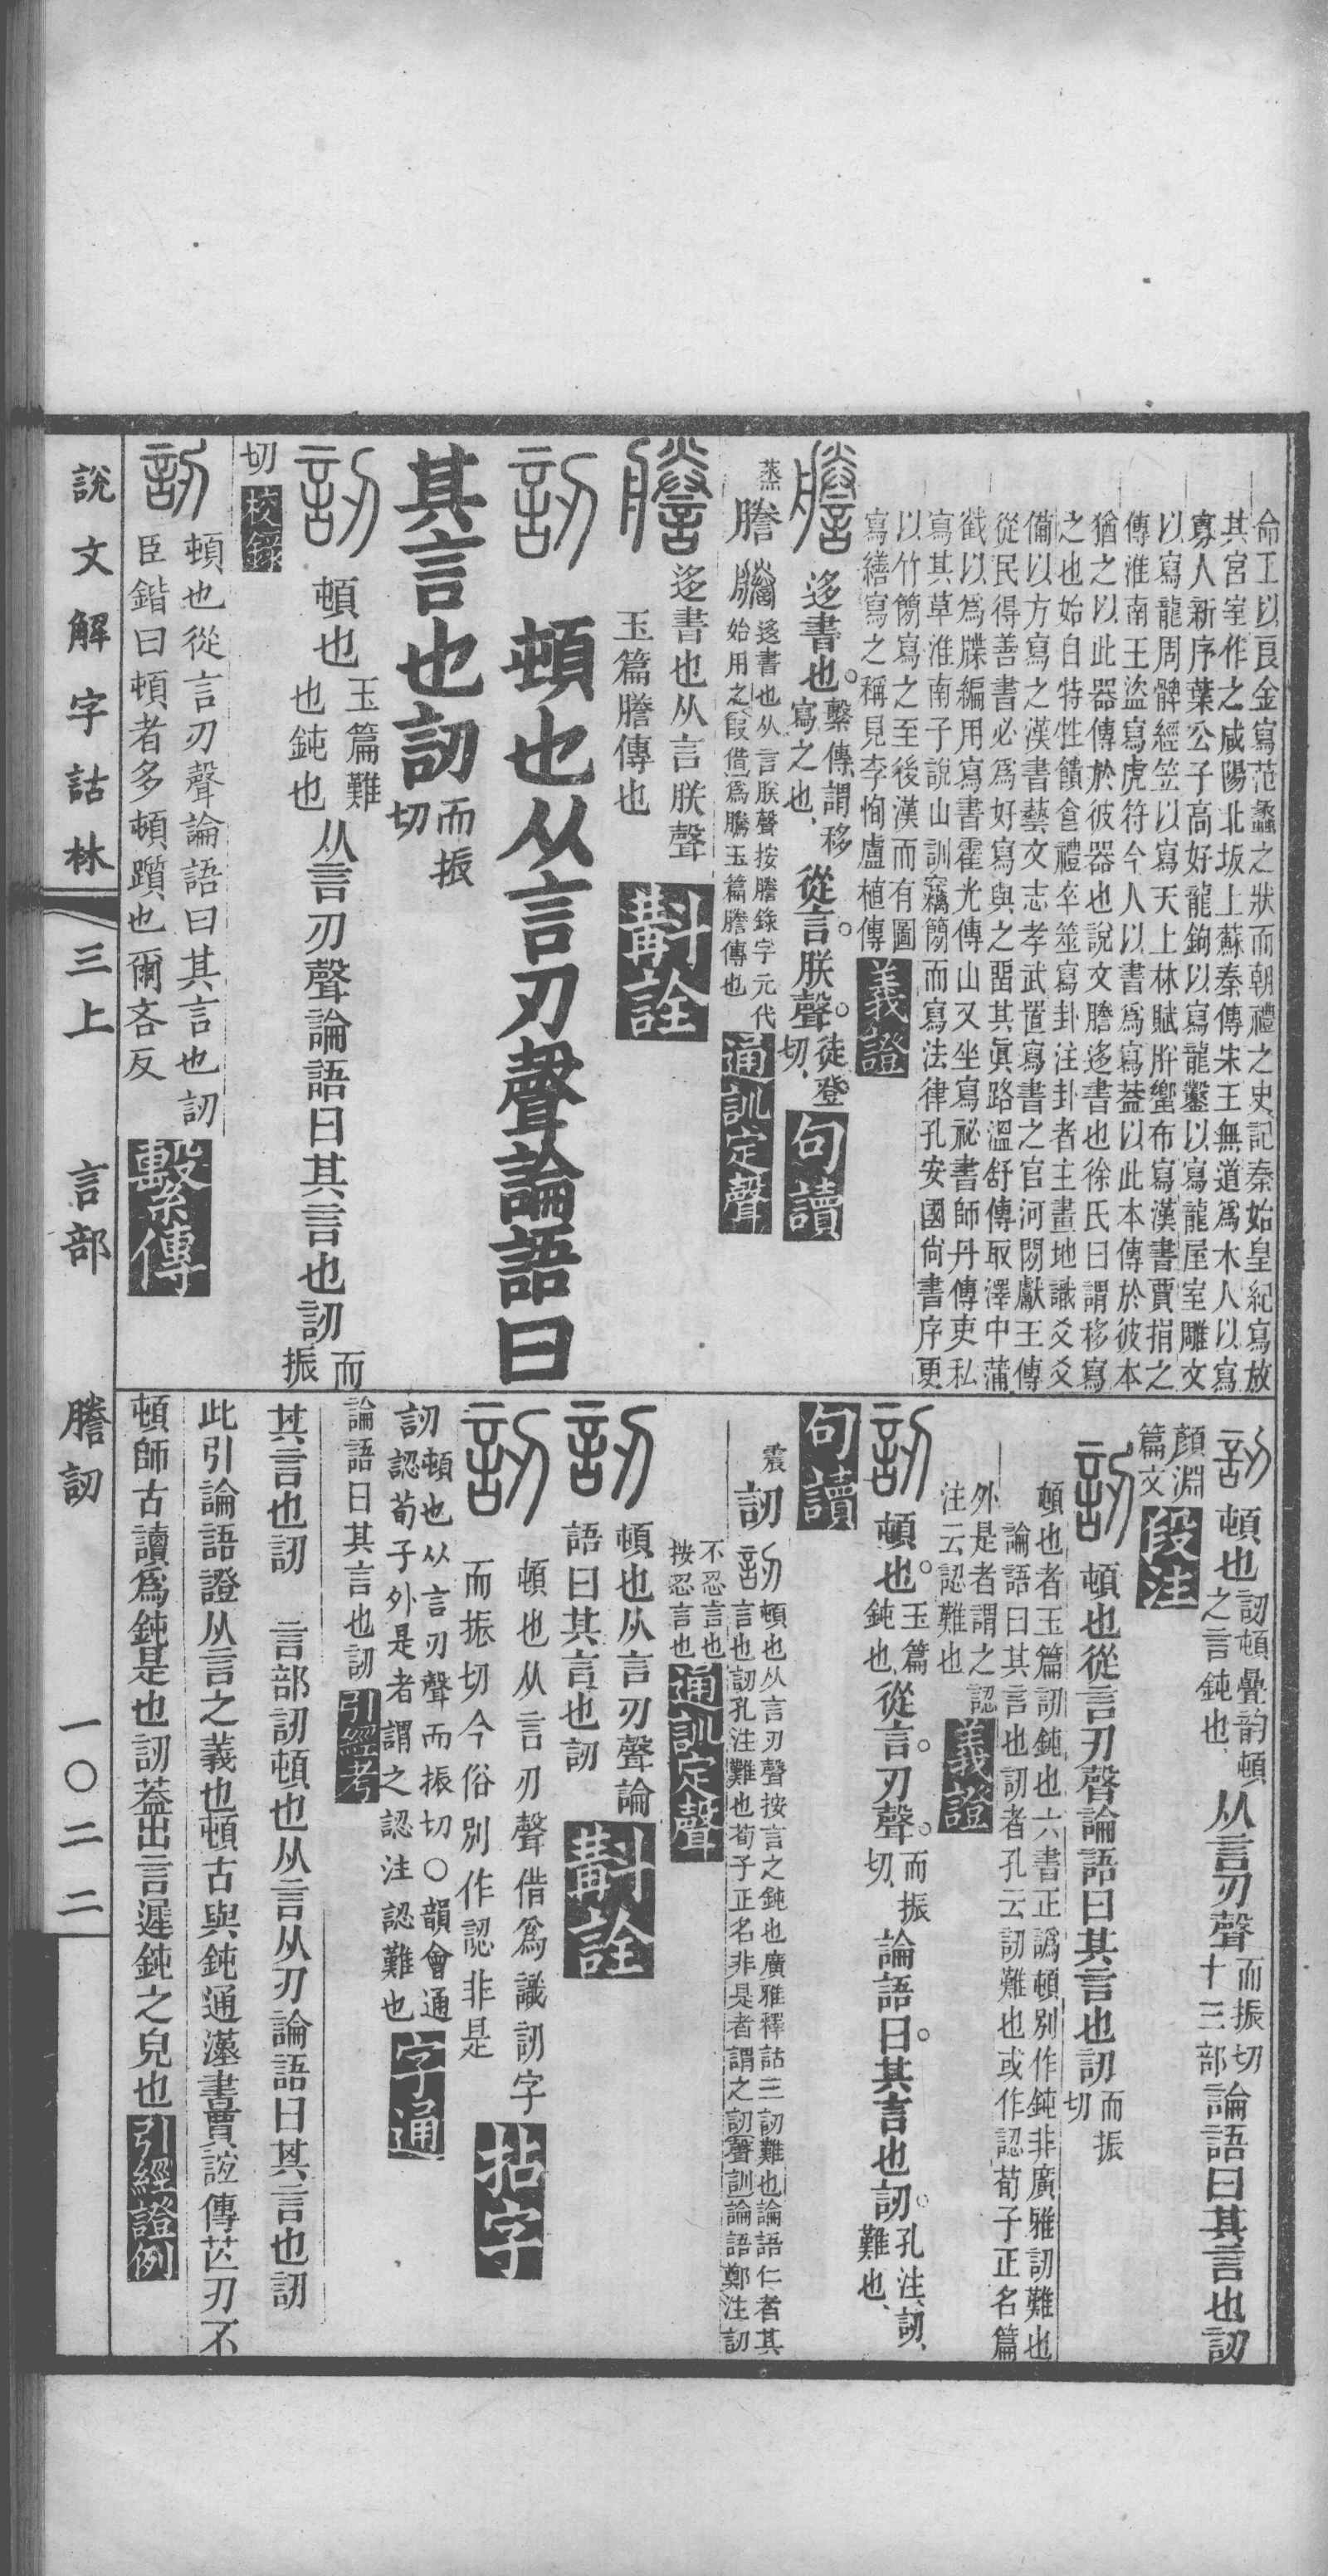 命工以良金寫范蠡之狀而朝禮之史記秦始皇紀寫放
其宮室作之咸陽北坂上蘇秦傳宋王無道爲木人以寫
寡人新序葉公子高好龍鉤以寫龍鑿以寫龍屋室雕文
以寫龍周髀經笠以寫天上林賦肸蠁布寫漢書賈捐之
傳淮南王盜寫虎符今人以書爲寫葢以此本傳於彼本
猶之以此器傳於彼器也說文謄迻書也徐氏曰謂移寫
之也始自特牲饋食禮卒筮寫卦注卦者主畫地識爻爻
備以方寫之漢書藝文志孝武置寫書之官河閒獻王傳
從民得善書必爲好寫與之畱其眞路溫舒傳取澤中蒲
截以爲牒編用寫書霍光傳山又坐寫祕書師丹傳吏私
寫其草淮南子說山訓竊簡而寫法律孔安國尙書序更
以竹簡寫之至後漢而有圖
寫繕寫之稱見李恂盧植傳義證
謄 迻書也。繫傳謂移寫之也、從言。朕聲。徒登切、句讀
蒸 謄 謄 迻書也从言朕聲按謄錄字元代
始用之叚借爲騰玉篇謄傳也 通訓定聲
謄 迻書也从言朕聲
玉篇謄傳也 斠詮
訒 頓也从言刃聲論語曰
其言也訒而振切
訒 頓也玉篇難也鈍也从言刃聲論語曰其言也訒而振
切校錄
訒 頓也從言刃聲論語曰其言也訒
臣鍇曰頓者多頓躓也爾吝反 繫傳
說文解字詁林 三上 言部 謄訒 一〇二二
訒 頓也訒頓疊韵頓之言鈍也、从言刃聲而振切十三部論語曰其言也訒
顏淵篇文段注
訒 頓也從言刃聲論語曰其言也訒而振切
頓也者玉篇訒鈍也六書正譌頓別作鈍非廣雅訒難也
論語曰其言也訒者孔云訒難也或作認荀子正名篇
外是者謂之認
注云認難也 義證
訒 頓也。玉篇鈍也、從言。刃聲。而振切、論語曰。其言也訒。孔注、訒、難也、
句讀
震 訒 訒 頓也从言刃聲按言之鈍也廣雅釋詁三訒難也論語仁者其
言也訒孔注難也荀子正名非是者謂之訒聲訓論語鄭注訒
不忍言也
按忍言也 通訓定聲
訒 頓也从言刃聲論
語曰其言也訒 斠詮
訒 頓也从言刃聲借爲識訒字
而振切今俗別作認非是 拈字
訒 頓也从言刃聲而振切〇韻會通
認荀子外是者謂之認注認難也 字通
論語曰其言也訒引經考
其言也訒 言部訒頓也从言从刃論語曰其言也訒
此引論語證从言之義也頓古與鈍通漢書賈誼傳芒刃不
頓師古讀爲鈍是也訒葢出言遲鈍之皃也引經證例